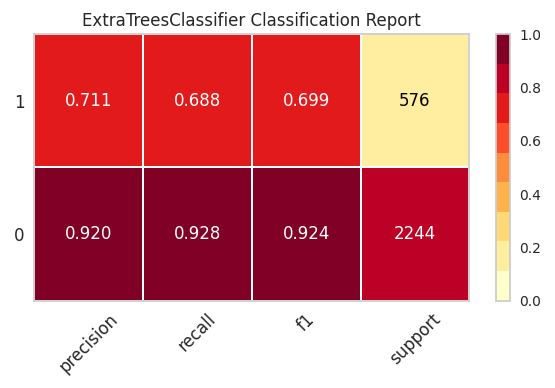 ExtraTreesClassifier Classification Report
1 0.711 0.688 0.699 576
0 0.920 0.928 0.924 2244
precision recall f1 support
1.0
0.8
0.6
0.4
0.2
0.0